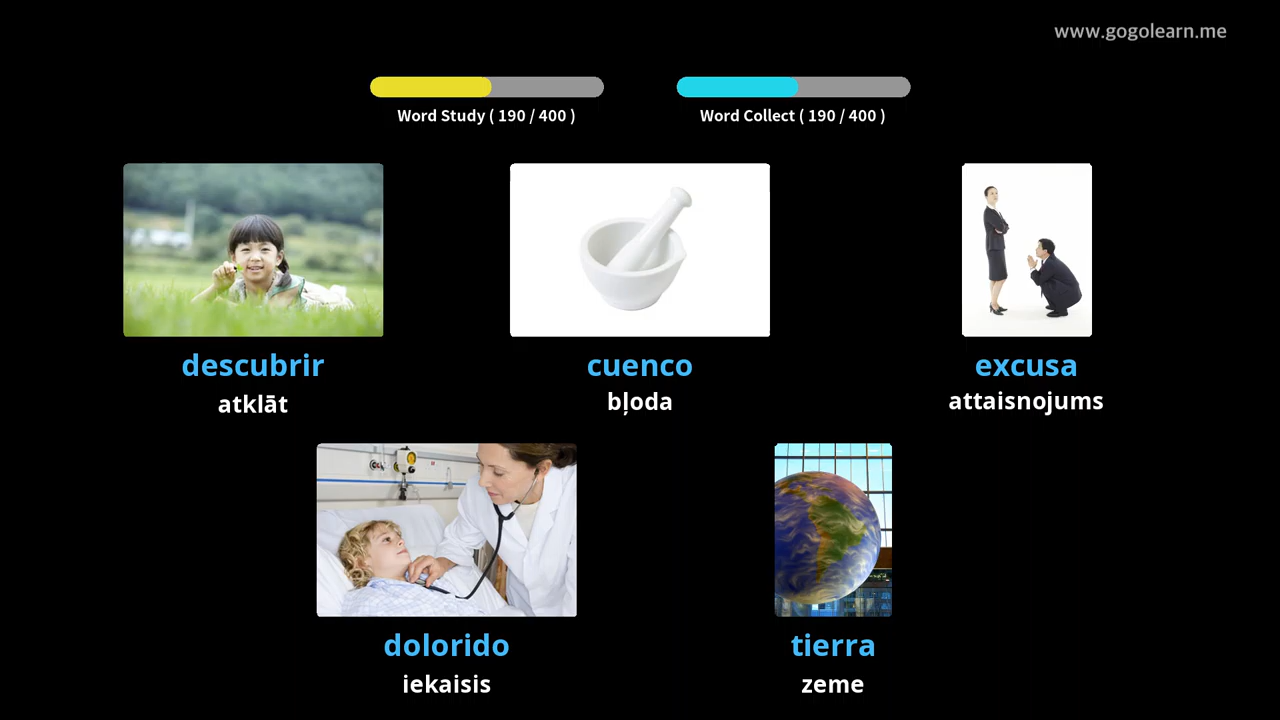 www.gogolearn.me
Word Study ( 190 / 400 )
Word Collect ( 190 / 400 )
descubrir
atklāt
cuenco
bļoda
excusa
attaisnojums
dolorido
iekaisis
tierra
zeme